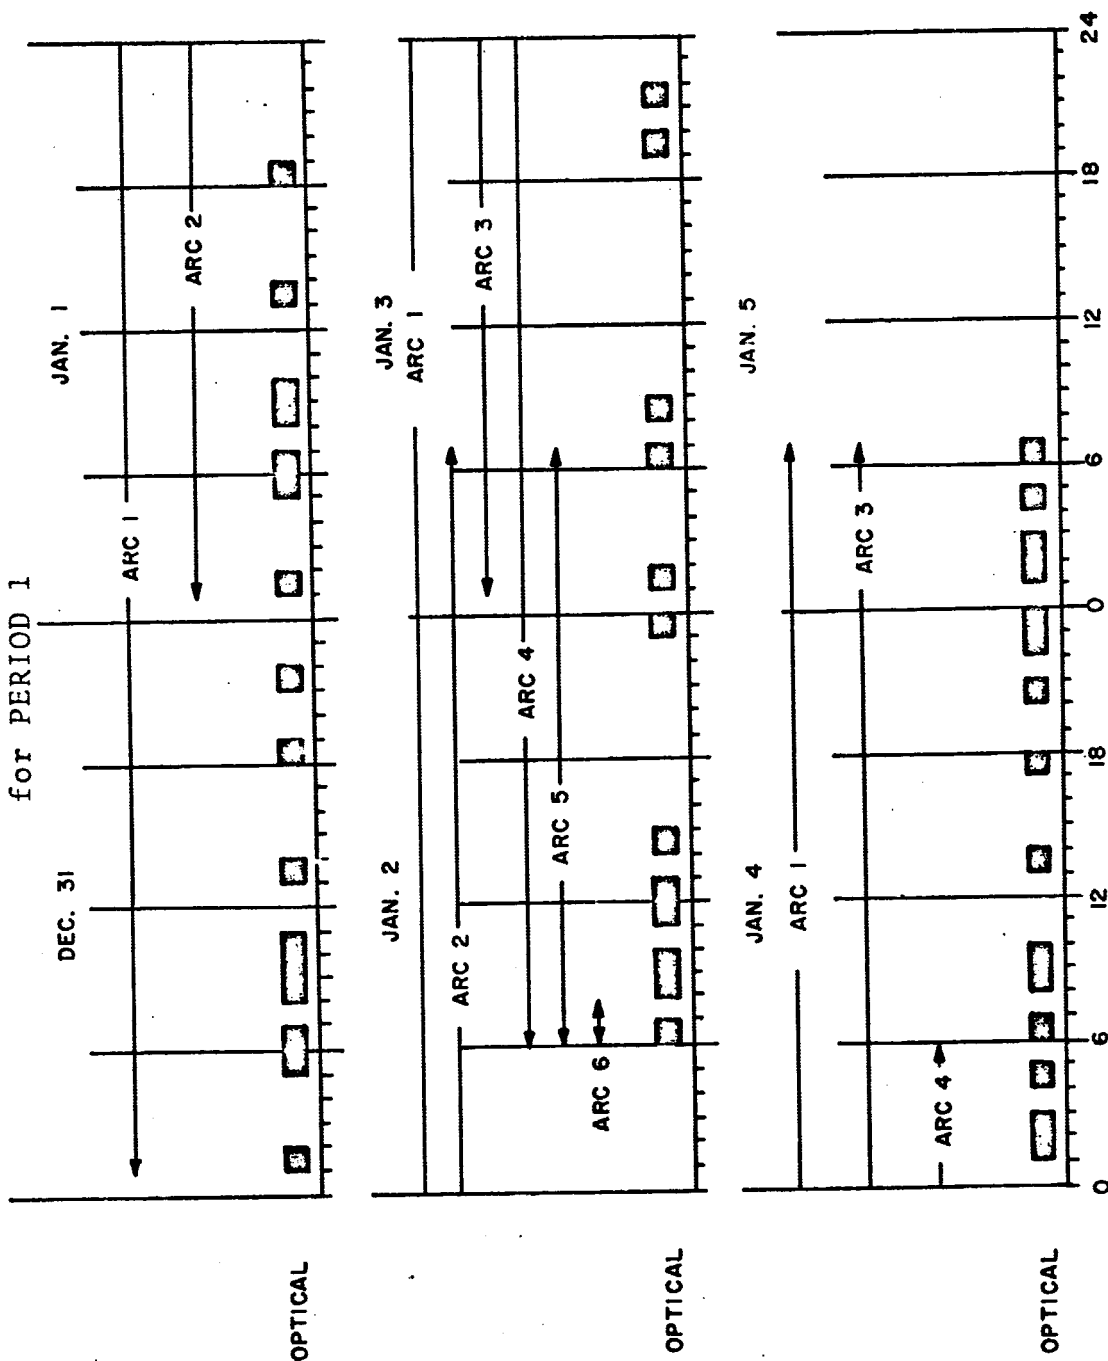 for PERIOD 1
DEC. 31
JAN. 1
ARC 1
ARC 2
OPTICAL
JAN. 2
JAN. 3
ARC 1
ARC 2
ARC 3
ARC 4
ARC 5
ARC 6
OPTICAL
JAN. 4
JAN. 5
ARC 1
ARC 3
ARC 4
OPTICAL
0 6 12 18 0 6 12 18 24